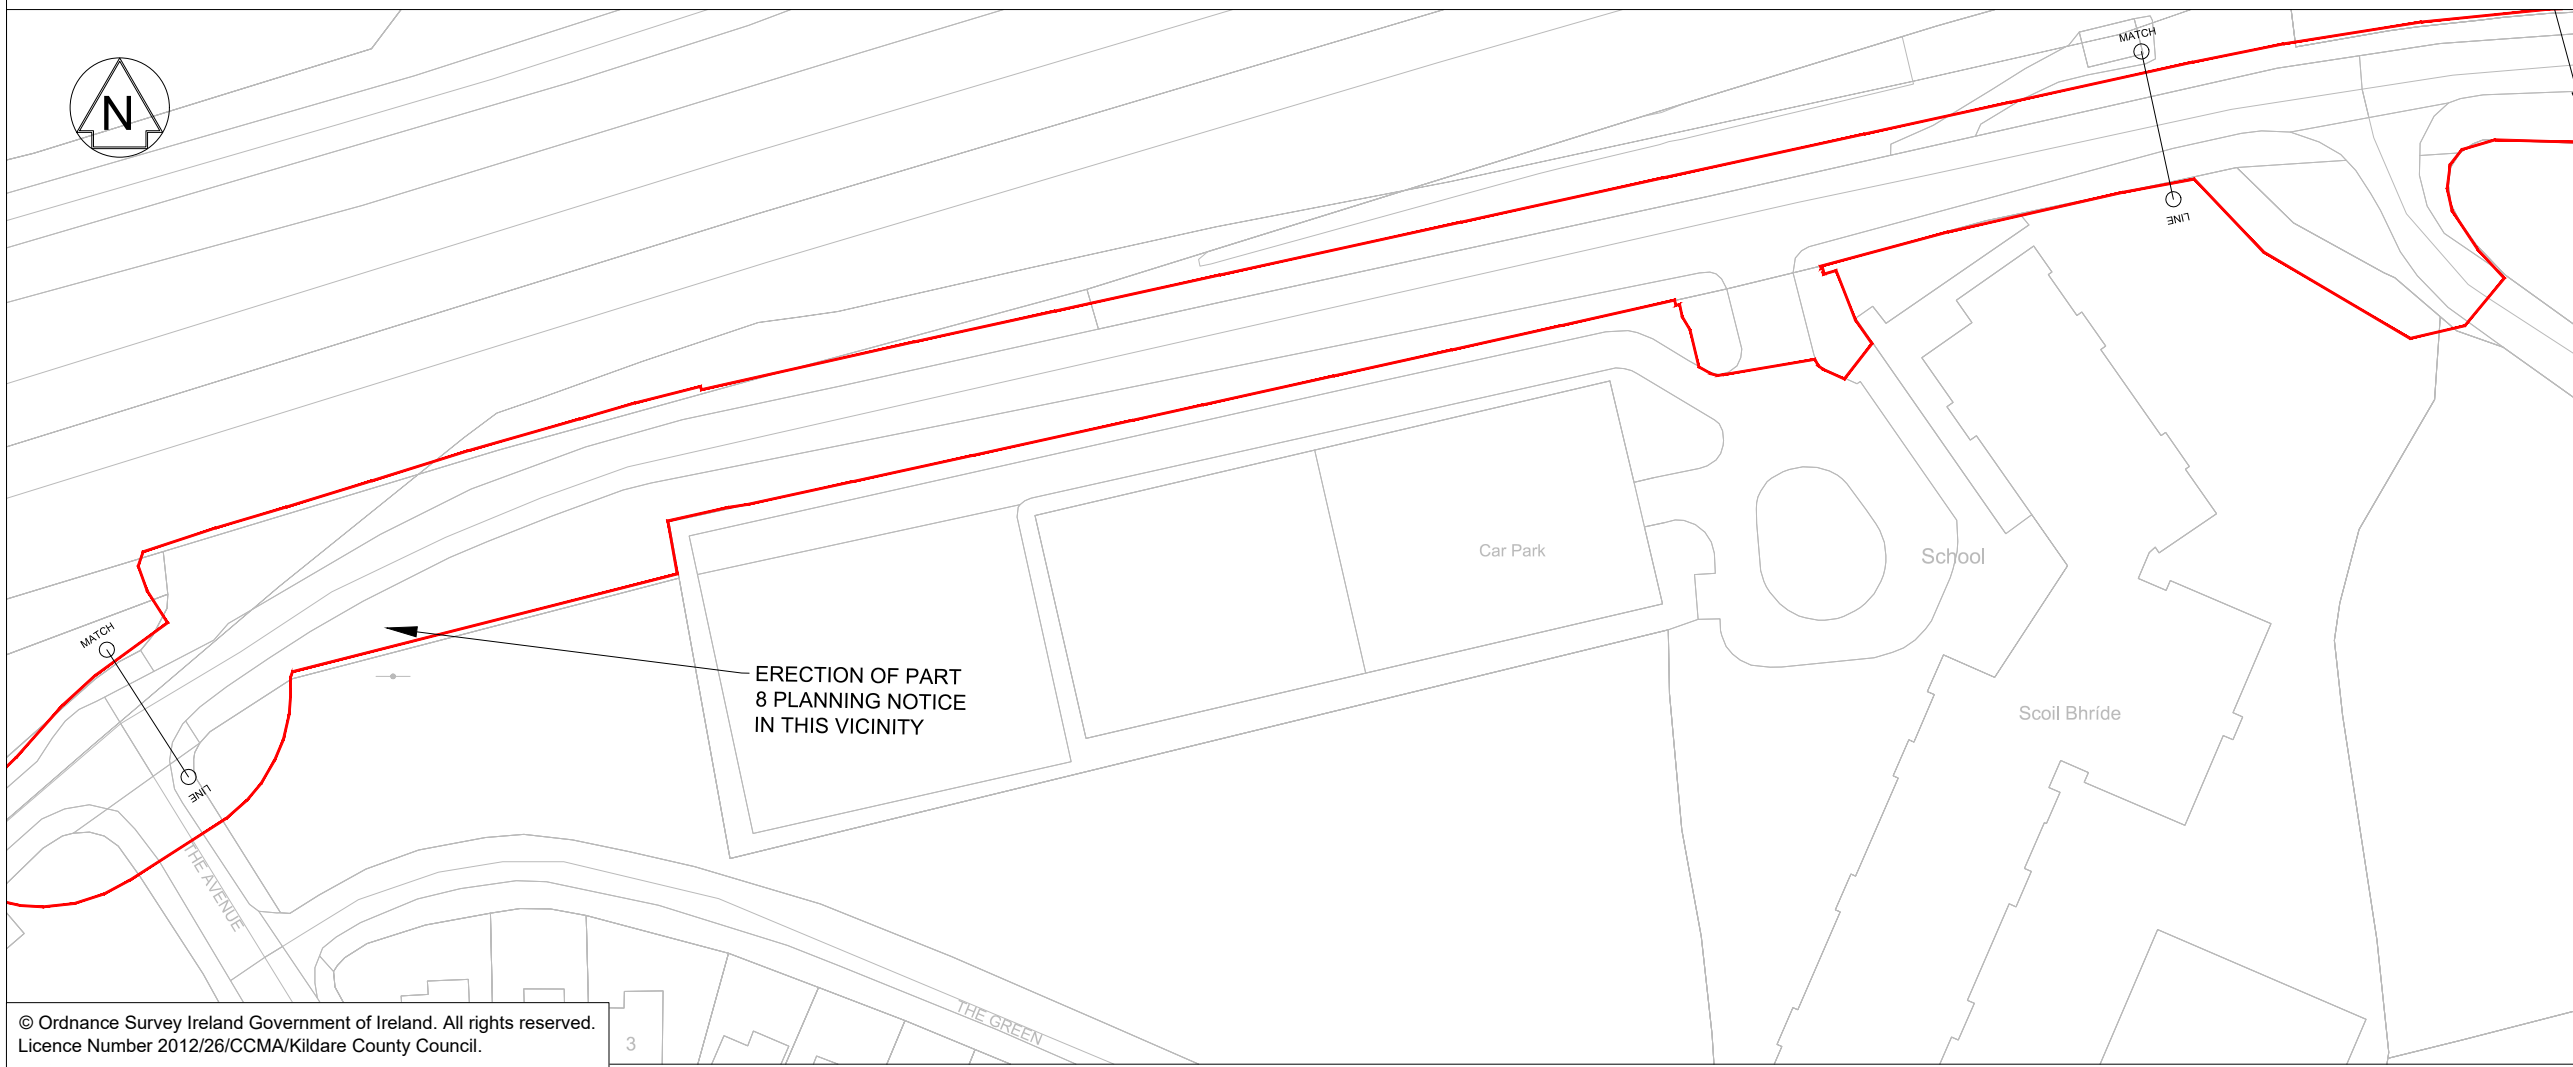 N
MATCH
LINE
Car Park
School
MATCH
LINE
ERECTION OF PART
8 PLANNING NOTICE
IN THIS VICINITY
Scoil Bhríde
THE AVENUE
THE GREEN
3
© Ordnance Survey Ireland Government of Ireland. All rights reserved.
Licence Number 2012/26/CCMA/Kildare County Council.